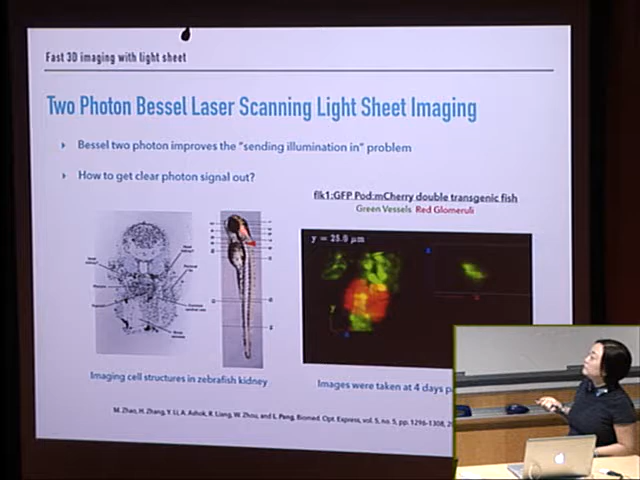 Fast 3D imaging with light sheet
Two Photon Bessel Laser Scanning Light Sheet Imaging
Bessel two photon improves the "sending illumination in" problem
How to get clear photon signal out?
flk1:GFP Pod:mCherry double transgenic fish
Green Vessels Red Glomeruli
y = 25.0 μm
y
Imaging cell structures in zebrafish kidney
Images were taken at 4 days p
M. Zhao, H. Zhang, Y. Li, A. Ashok, R. Liang, W. Zhou, and L. Peng, Biomed. Opt. Express, vol. 5, no. 5, pp. 1296-1308, 2